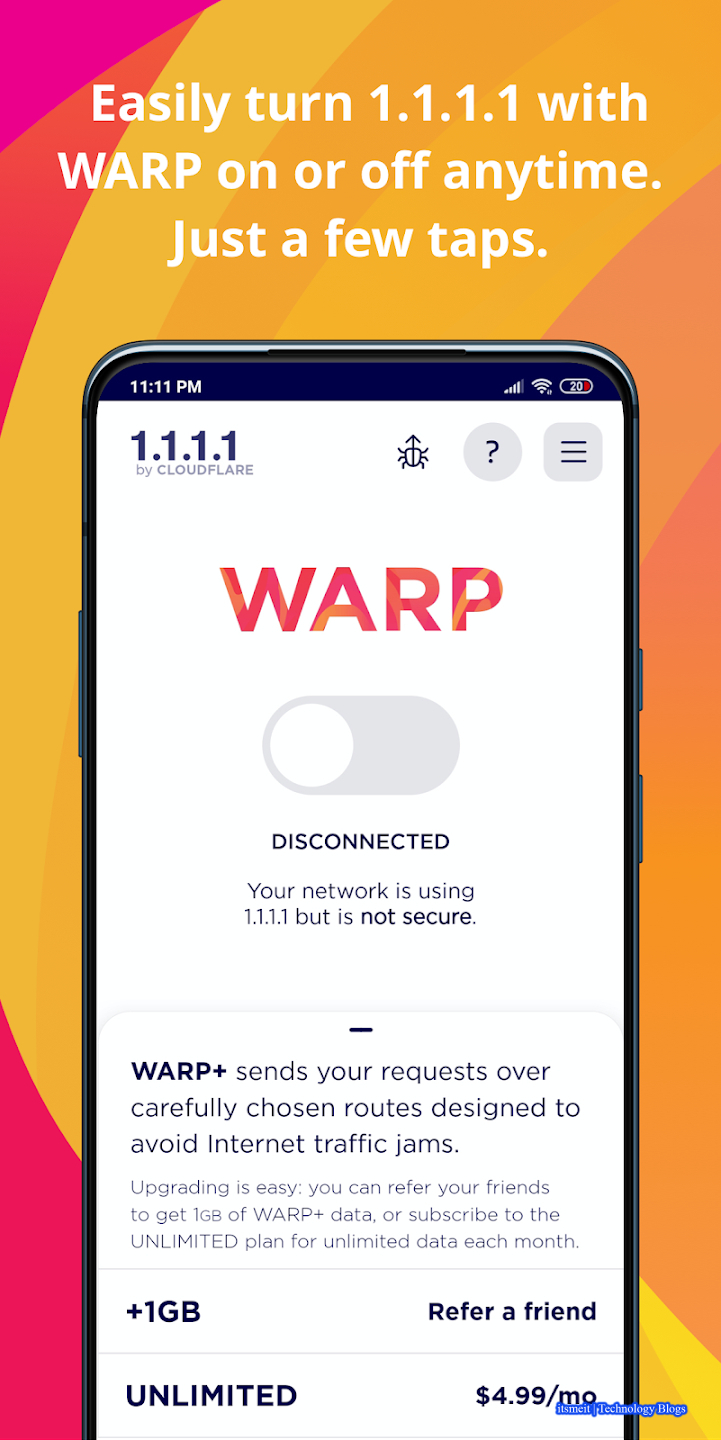 Easily turn 1.1.1.1 with
WARP on or off anytime.
Just a few taps.
11:11 PM
20
1.1.1.1
by CLOUDFLARE
?
WARP
DISCONNECTED
Your network is using
1.1.1.1 but is not secure.
WARP+ sends your requests over
carefully chosen routes designed to
avoid Internet traffic jams.
Upgrading is easy: you can refer your friends
to get 1GB of WARP+ data, or subscribe to the
UNLIMITED plan for unlimited data each month.
+1GB Refer a friend
UNLIMITED $4.99/mo
itsmeit | Technology Blogs